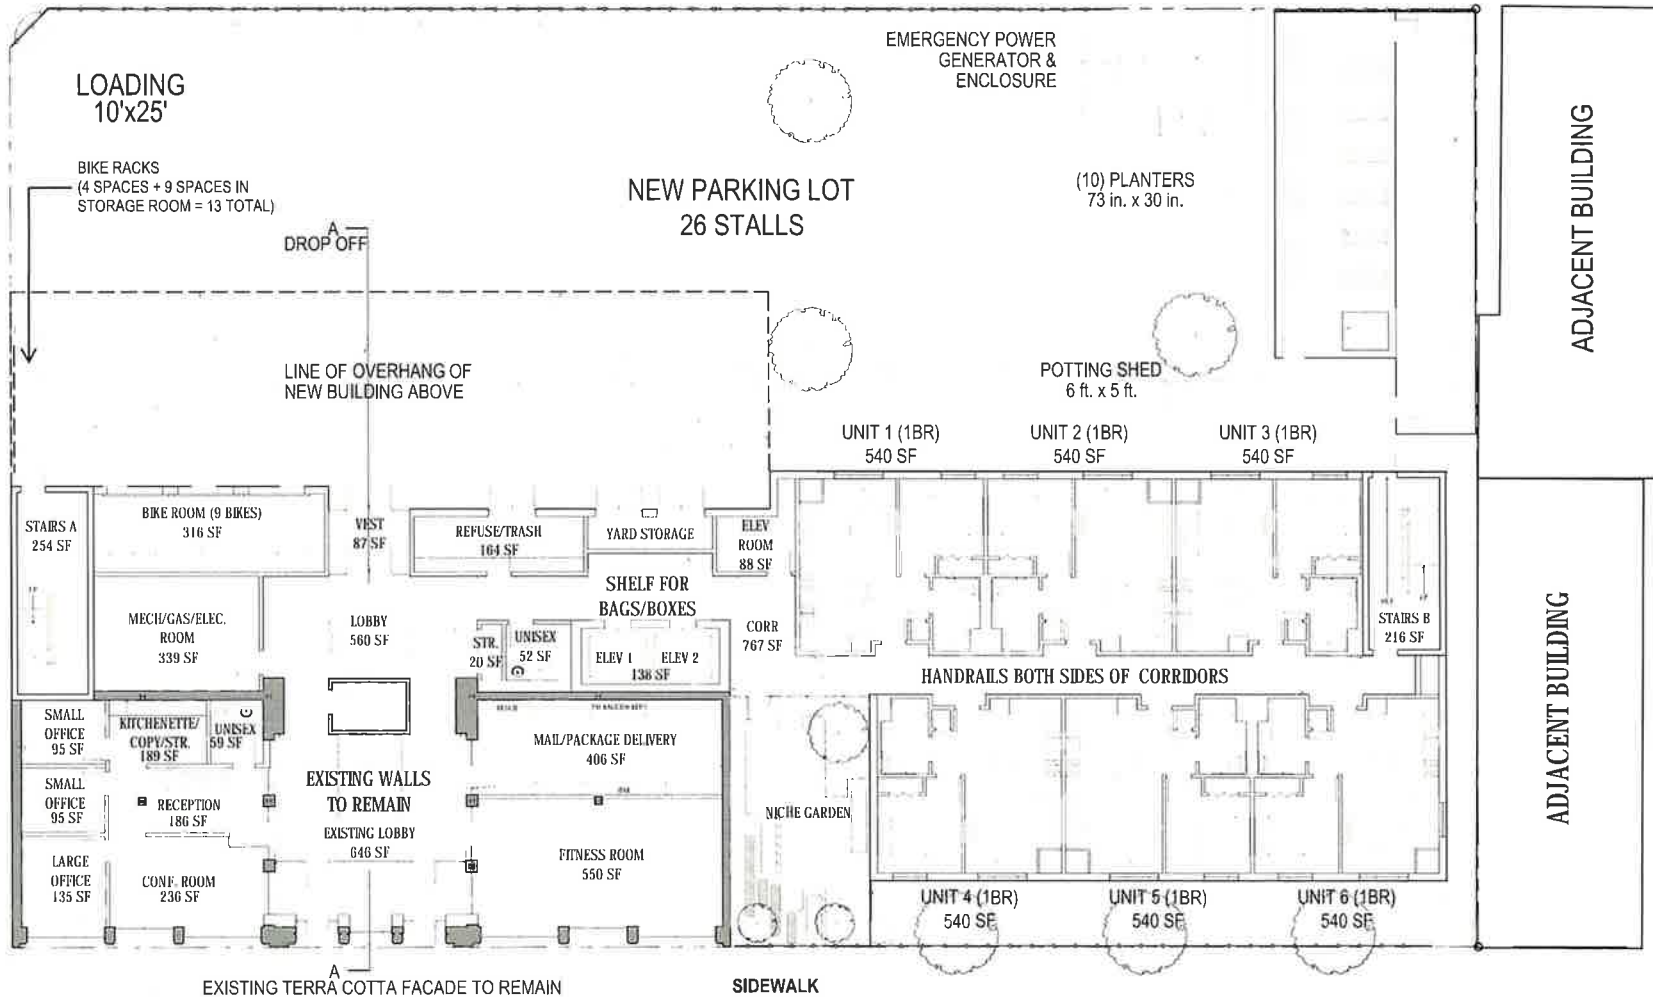 EMERGENCY POWER
GENERATOR &
ENCLOSURE
LOADING
10'x25'
BIKE RACKS
(4 SPACES + 9 SPACES IN
STORAGE ROOM = 13 TOTAL)
A
DROP OFF
NEW PARKING LOT
26 STALLS
(10) PLANTERS
73 in. x 30 in.
ADJACENT BUILDING
LINE OF OVERHANG OF
NEW BUILDING ABOVE
POTTING SHED
6 ft. x 5 ft.
UNIT 1 (1BR)
540 SF
UNIT 2 (1BR)
540 SF
UNIT 3 (1BR)
540 SF
STAIRS A
254 SF
BIKE ROOM (9 BIKES)
316 SF
VEST
87 SF
REFUSE/TRASH
164 SF
YARD STORAGE
ELEV
ROOM
88 SF
SHELF FOR
BAGS/BOXES
MECH/GAS/ELEC.
ROOM
339 SF
LOBBY
560 SF
STR.
20 SF
UNISEX
52 SF
ELEV 1
ELEV 2
138 SF
CORR
767 SF
STAIRS B
216 SF
HANDRAILS BOTH SIDES OF CORRIDORS
ADJACENT BUILDING
SMALL
OFFICE
95 SF
KITCHENETTE/
COPY/STR.
189 SF
UNISEX
59 SF
MAIL/PACKAGE DELIVERY
406 SF
SMALL
OFFICE
95 SF
RECEPTION
186 SF
EXISTING WALLS
TO REMAIN
EXISTING LOBBY
646 SF
NICHE GARDEN
LARGE
OFFICE
135 SF
CONF. ROOM
236 SF
FITNESS ROOM
550 SF
UNIT 4 (1BR)
540 SF
UNIT 5 (1BR)
540 SF
UNIT 6 (1BR)
540 SF
A
EXISTING TERRA COTTA FACADE TO REMAIN
SIDEWALK